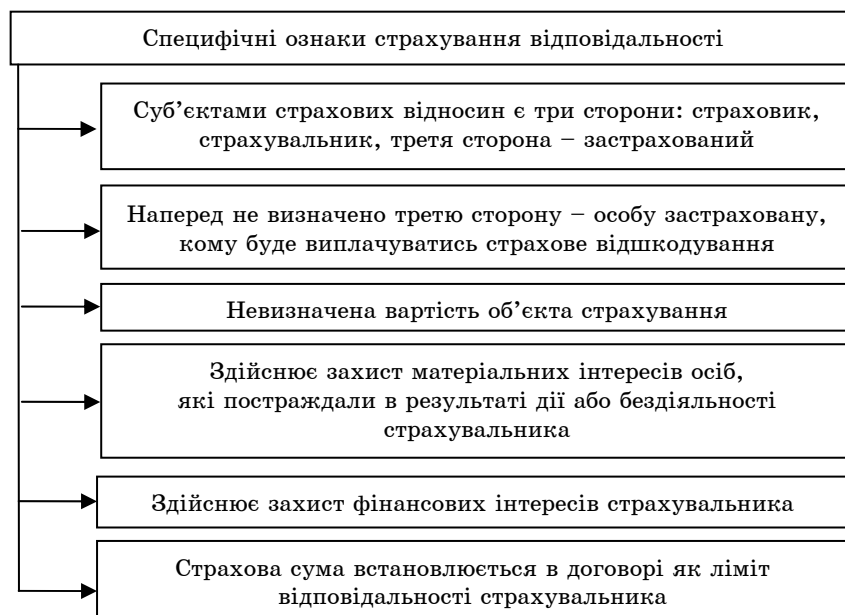 Специфічні ознаки страхування відповідальності
Суб’єктами страхових відносин є три сторони: страховик,
страхувальник, третя сторона – застрахований
Наперед не визначено третю сторону – особу застраховану,
кому буде виплачуватись страхове відшкодування
Невизначена вартість об’єкта страхування
Здійснює захист матеріальних інтересів осіб,
які постраждали в результаті дії або бездіяльності
страхувальника
Здійснює захист фінансових інтересів страхувальника
Страхова сума встановлюється в договорі як ліміт
відповідальності страхувальника